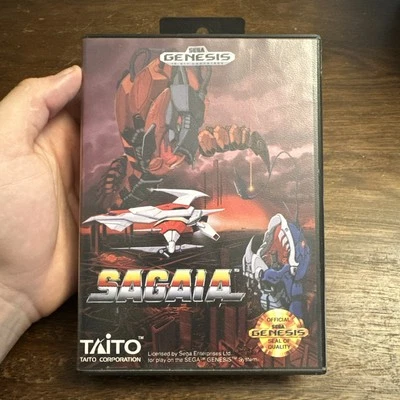 SEGA
GENESIS
SAGAIA™
TAITO
TAITO CORPORATION
Licensed by Sega Enterprises Ltd.
for play on the SEGA™ GENESIS™ System.
OFFICIAL
SEGA
GENESIS
SEAL OF
QUALITY